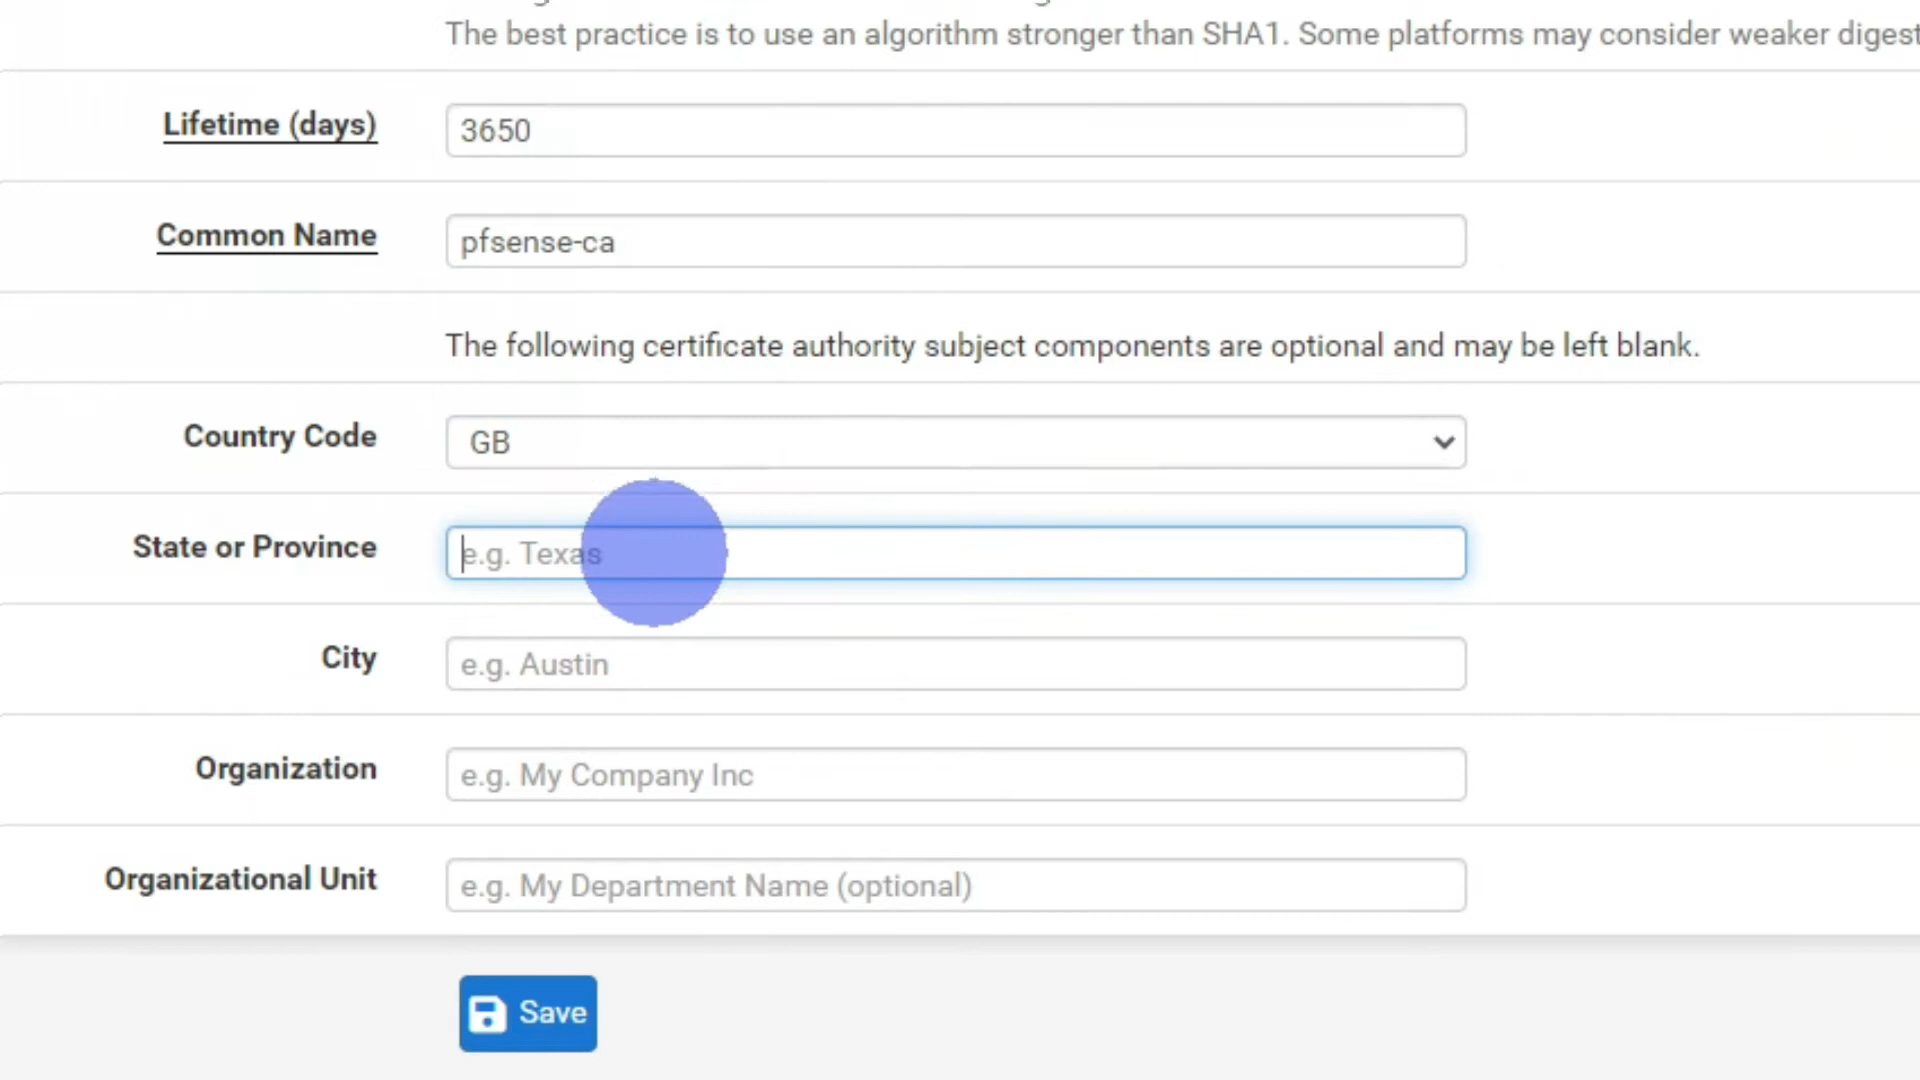 The best practice is to use an algorithm stronger than SHA1. Some platforms may consider weaker digest
Lifetime (days)
3650
Common Name
pfsense-ca
The following certificate authority subject components are optional and may be left blank.
Country Code
GB
State or Province
e.g. Texas
City
e.g. Austin
Organization
e.g. My Company Inc
Organizational Unit
e.g. My Department Name (optional)
Save